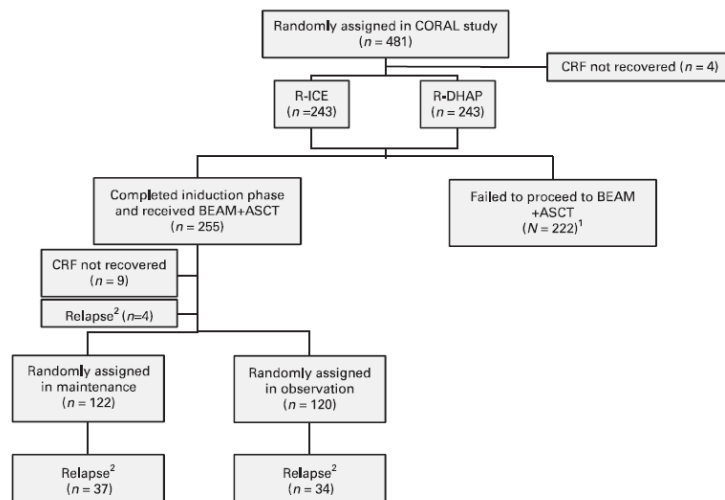 Randomly assigned in CORAL study
(n = 481)
CRF not recovered (n = 4)
R-ICE
(n =243)
R-DHAP
(n = 243)
Completed iniduction phase
and received BEAM+ASCT
(n = 255)
Failed to proceed to BEAM
+ASCT
(N = 222)1
CRF not recovered
(n = 9)
Relapse2 (n=4)
Randomly assigned
in maintenance
(n = 122)
Randomly assigned
in observation
(n = 120)
Relapse2
(n = 37)
Relapse2
(n = 34)